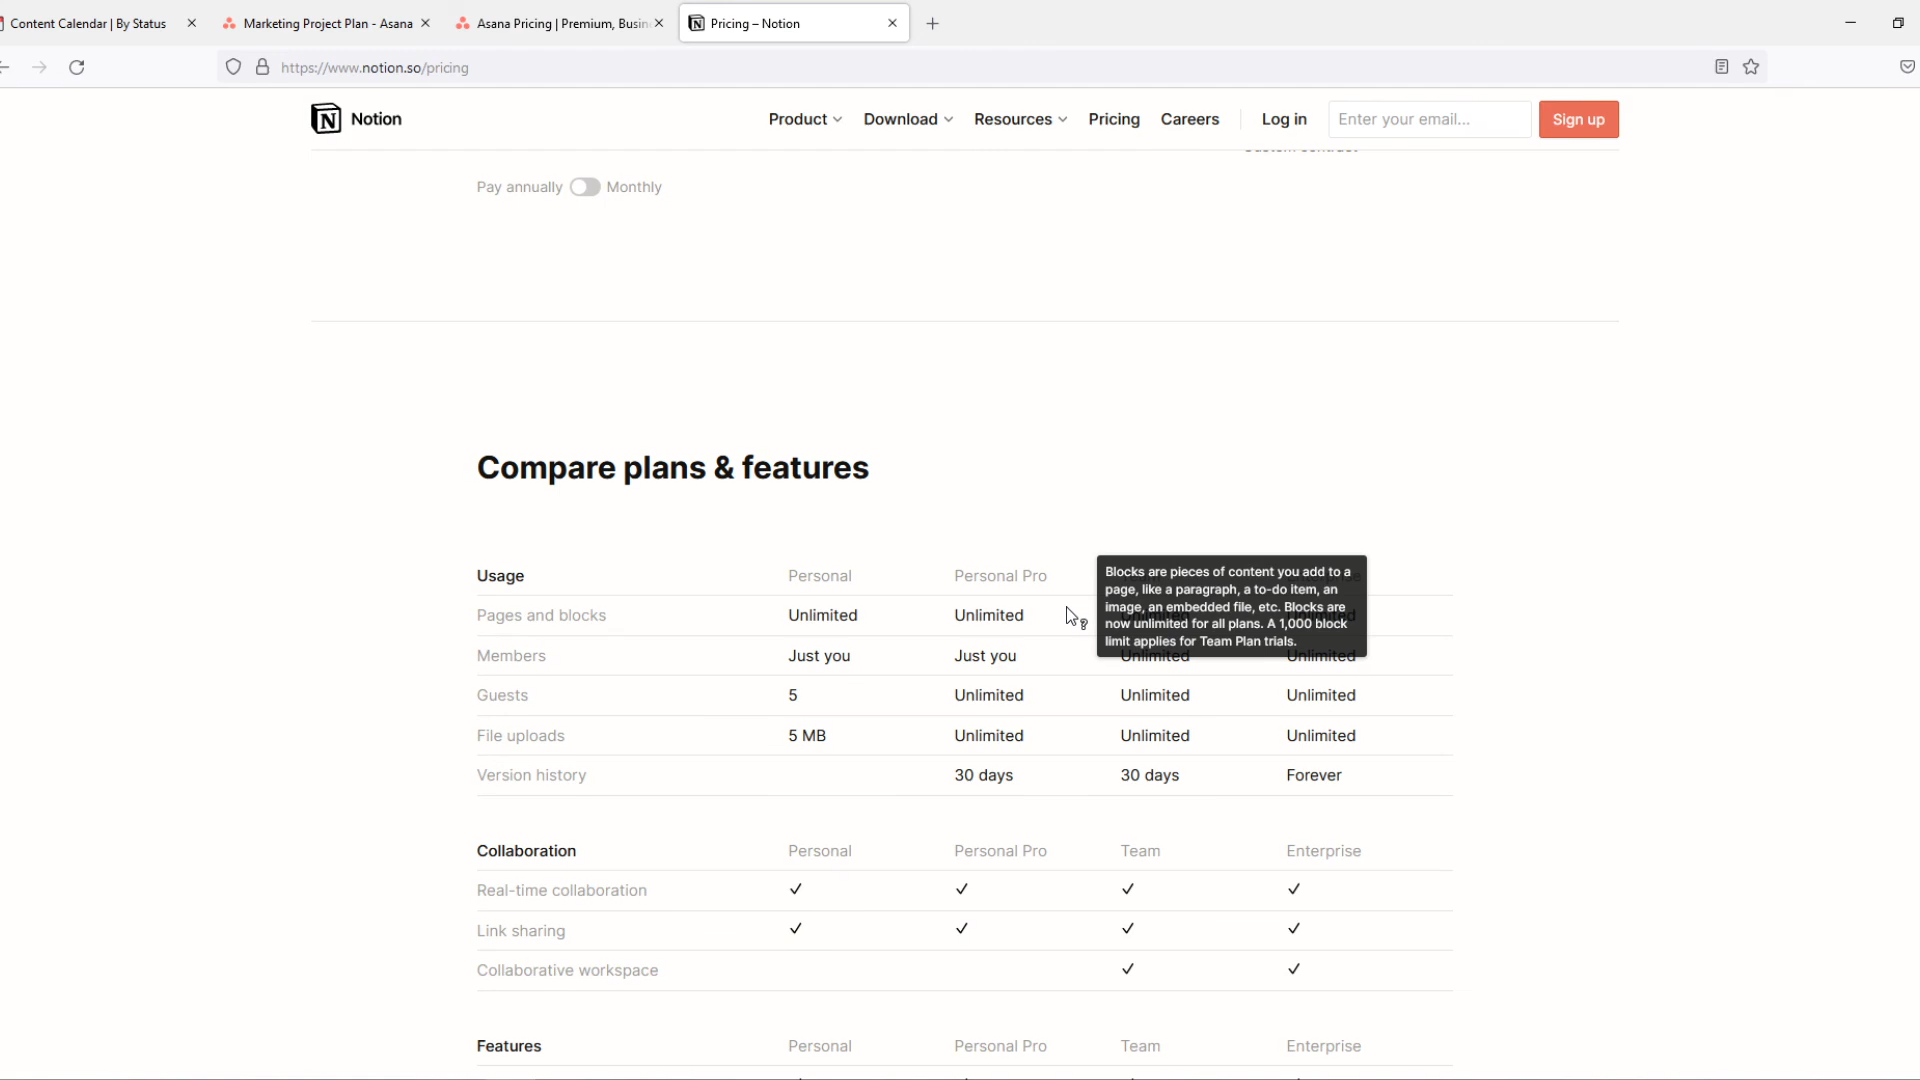 Content Calendar | By Status
Marketing Project Plan - Asana
Asana Pricing | Premium, Busin
Pricing – Notion
https://www.notion.so/pricing
Notion
Product
Download
Resources
Pricing
Careers
Log in
Enter your email...
Sign up
Pay annually
Monthly
Compare plans & features
Usage Personal Personal Pro
Blocks are pieces of content you add to a
page, like a paragraph, a to-do item, an
image, an embedded file, etc. Blocks are
now unlimited for all plans. A 1,000 block
limit applies for Team Plan trials.
Pages and blocks Unlimited Unlimited
Members Just you Just you Unlimited Unlimited
Guests 5 Unlimited Unlimited Unlimited
File uploads 5 MB Unlimited Unlimited Unlimited
Version history 30 days 30 days Forever
Collaboration Personal Personal Pro Team Enterprise
Real-time collaboration ✓ ✓ ✓ ✓
Link sharing ✓ ✓ ✓ ✓
Collaborative workspace ✓ ✓
Features Personal Personal Pro Team Enterprise